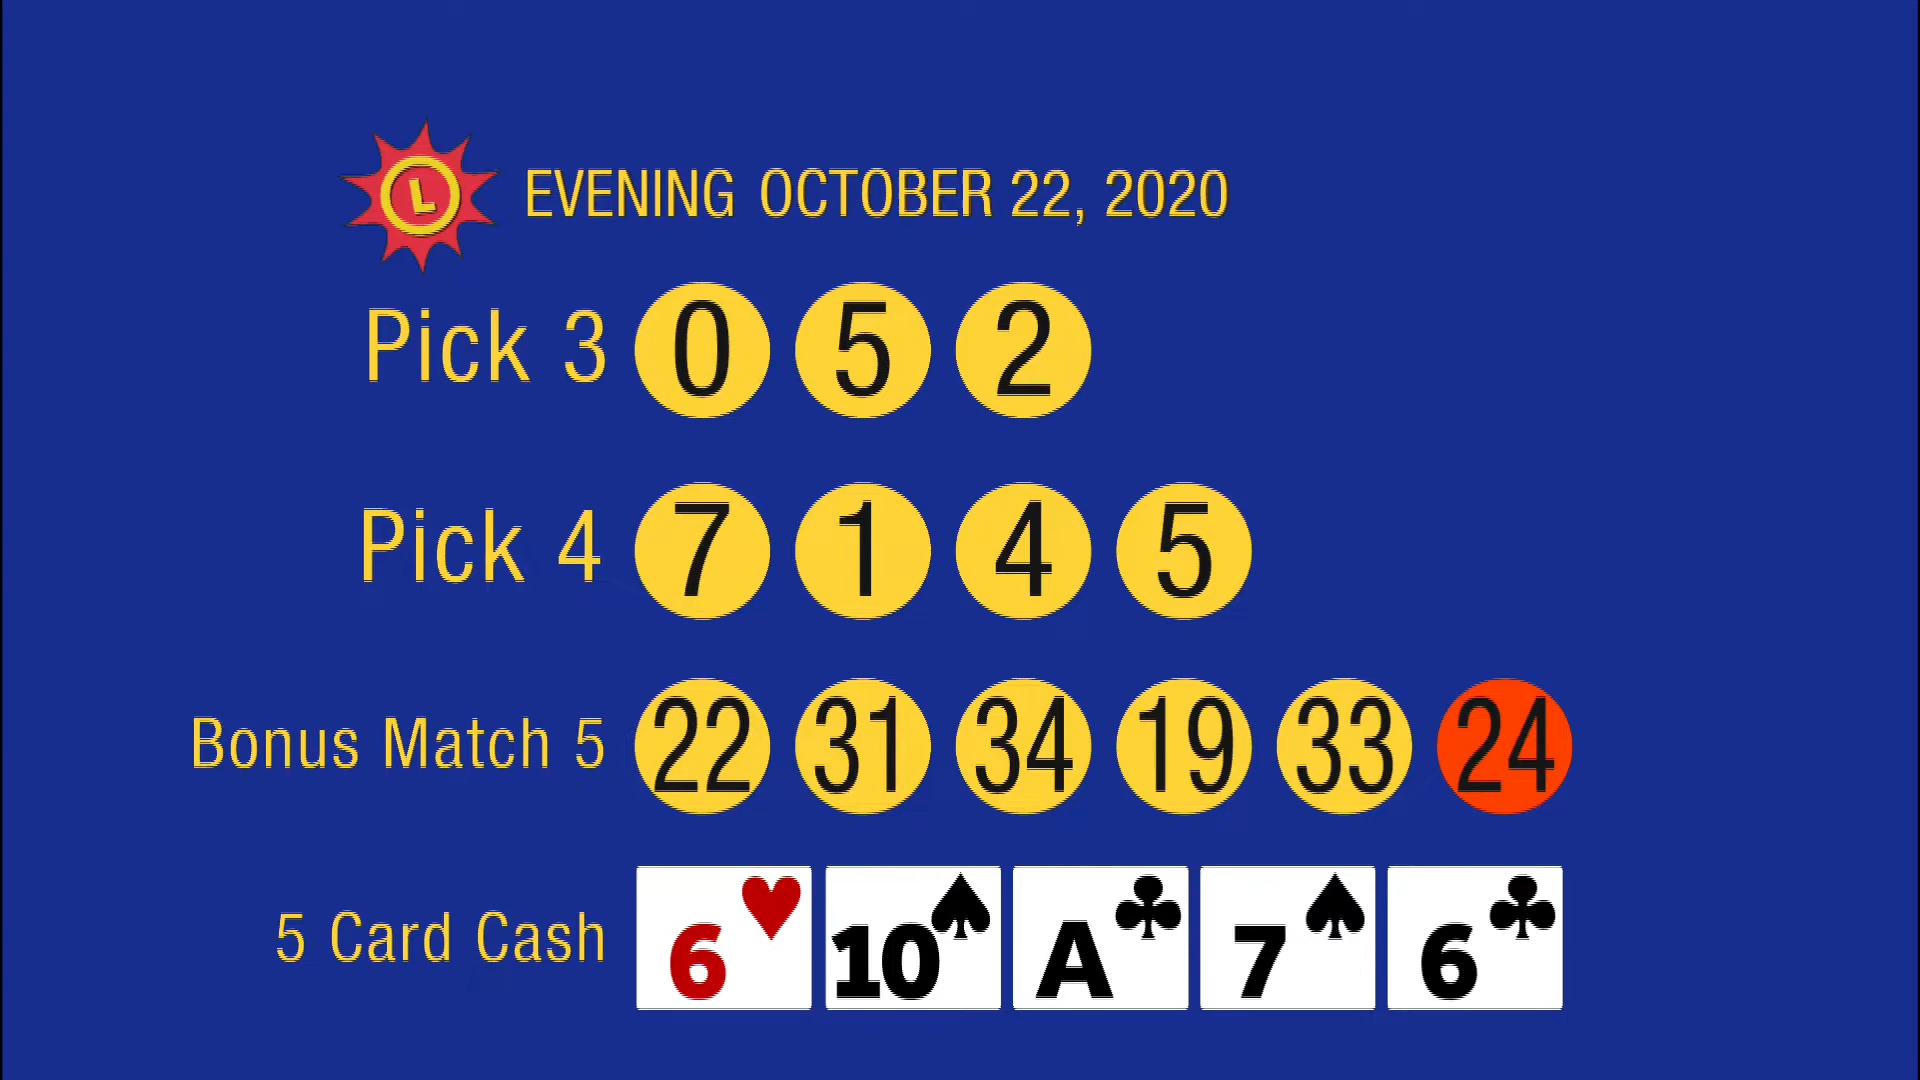 L EVENING OCTOBER 22, 2020
Pick 3 0 5 2
Pick 4 7 1 4 5
Bonus Match 5 22 31 34 19 33 24
5 Card Cash 6♥ 10♠ A♣ 7♠ 6♣